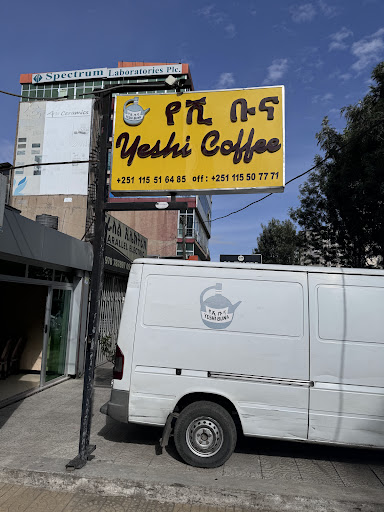 Spectrum Laboratories Plc.
Ceramics
የሺ ቡና
Yeshi Coffee
+251 115 51 64 85 off : +251 115 50 77 71
የሺ ቡና
YESHI BUNA